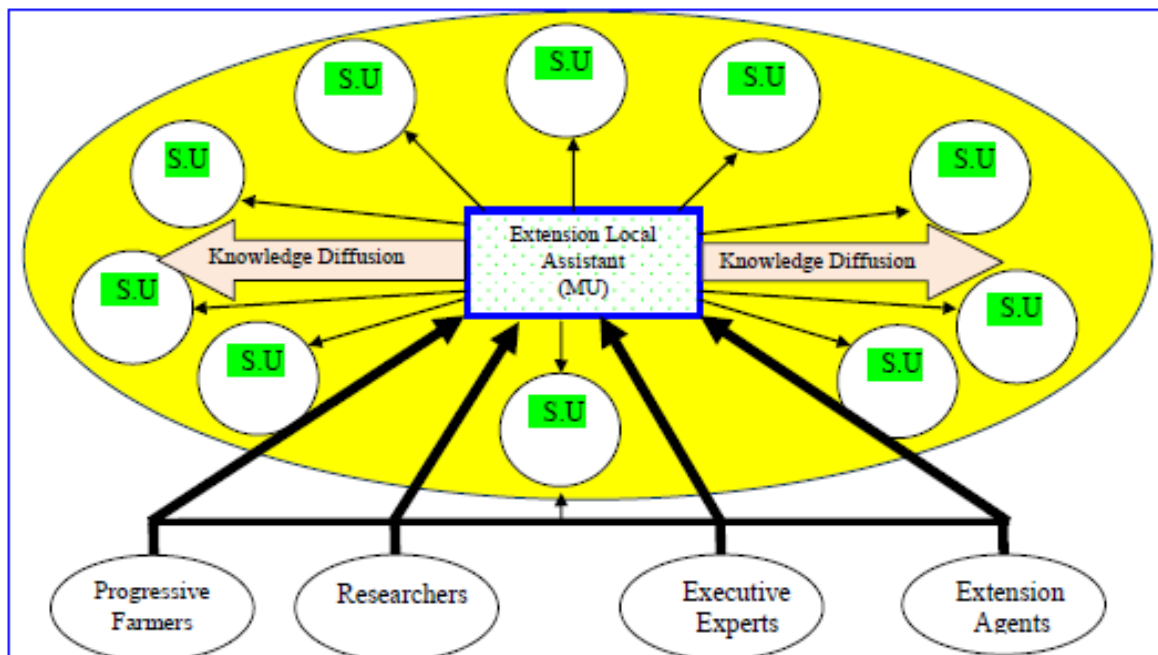 S.U
S.U
S.U
S.U
S.U
Extension Local
Assistant
(MU)
Knowledge Diffusion
Knowledge Diffusion
S.U
S.U
S.U
S.U
S.U
Progressive
Farmers
Researchers
Executive
Experts
Extension
Agents